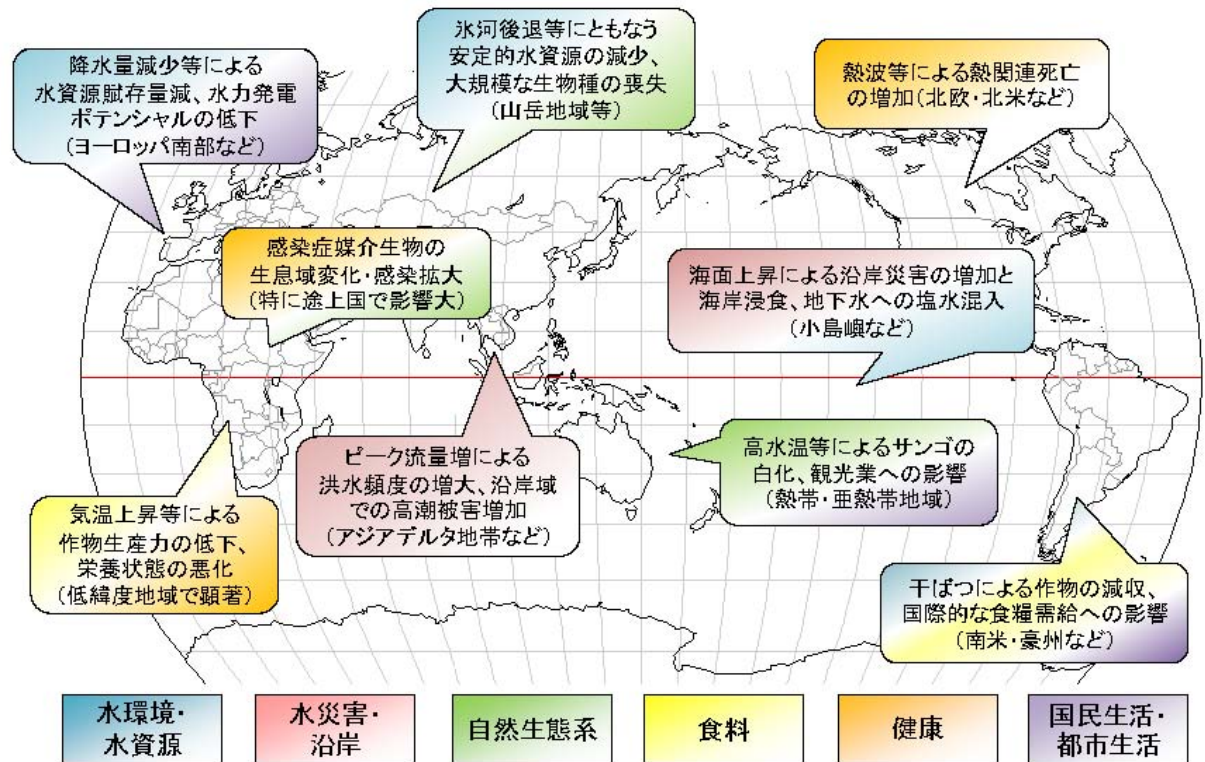 降水量減少等による
水資源賦存量減、水力発電
ポテンシャルの低下
(ヨーロッパ南部など)
氷河後退等にともなう
安定的水資源の減少、
大規模な生物種の喪失
(山岳地域等)
熱波等による熱関連死亡
の増加(北欧・北米など)
感染症媒介生物の
生息域変化・感染拡大
(特に途上国で影響大)
海面上昇による沿岸災害の増加と
海岸浸食、地下水への塩水混入
(小島嶼など)
気温上昇等による
作物生産力の低下、
栄養状態の悪化
(低緯度地域で顕著)
ピーク流量増による
洪水頻度の増大、沿岸域
での高潮被害増加
(アジアデルタ地帯など)
高水温等によるサンゴの
白化、観光業への影響
(熱帯・亜熱帯地域)
干ばつによる作物の減収、
国際的な食糧需給への影響
(南米・豪州など)
水環境・
水資源
水災害・
沿岸
自然生態系
食料
健康
国民生活・
都市生活